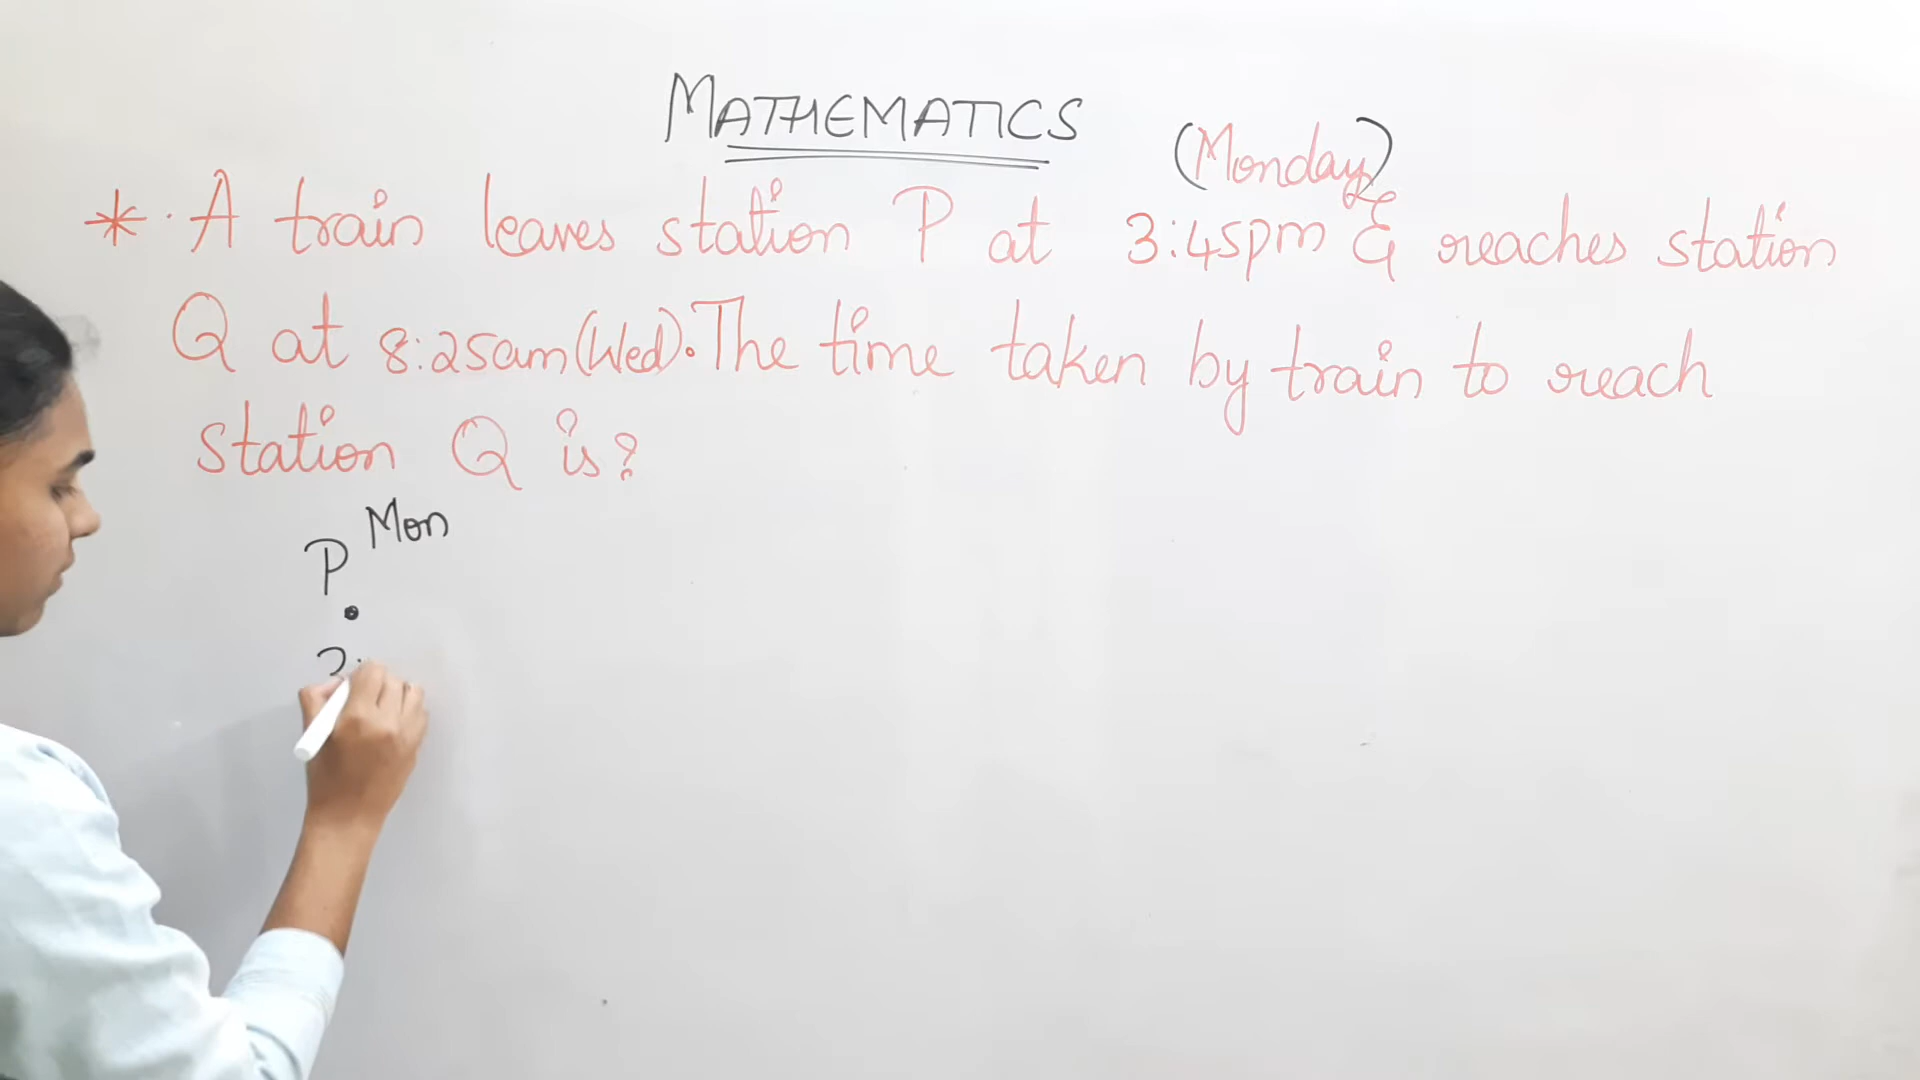 MATHEMATICS
(Monday)
* . A train leaves station P at 3:45pm & reaches station
Q at 8:25am (Wed). The time taken by train to reach
station Q is?
Mon
P
3: